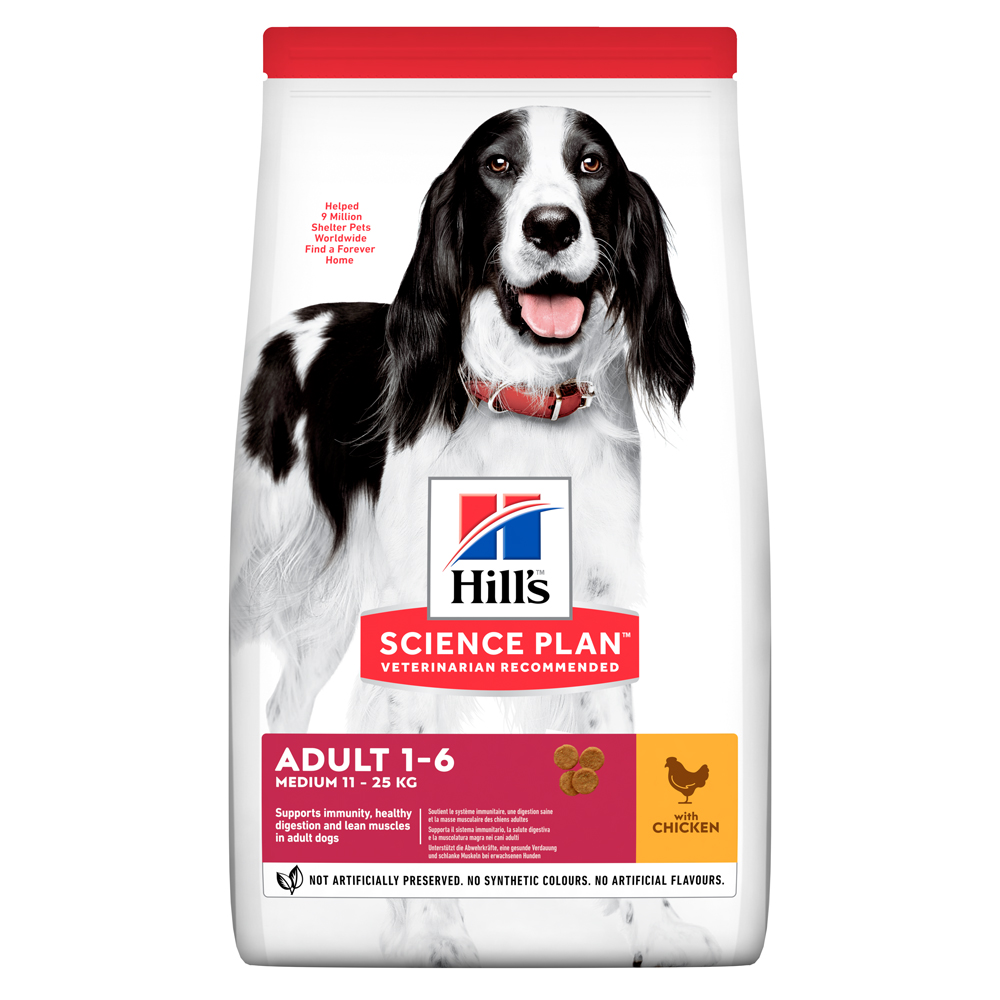 Helped
9 Million
Shelter Pets
Worldwide
Find a Forever
Home
Hill's™
SCIENCE PLAN™
VETERINARIAN RECOMMENDED
ADULT 1-6
MEDIUM 11 - 25 KG
Supports immunity, healthy
digestion and lean muscles
in adult dogs
Soutient le système immunitaire, une digestion saine
et la masse musculaire des chiens adultes
Supporta il sistema immunitario, la salute digestiva
e la muscolatura magra nei cani adulti
Unterstützt die Abwehrkräfte, eine gesunde Verdauung
und schlanke Muskeln bei erwachsenen Hunden
with
CHICKEN
NOT ARTIFICIALLY PRESERVED. NO SYNTHETIC COLOURS. NO ARTIFICIAL FLAVOURS.